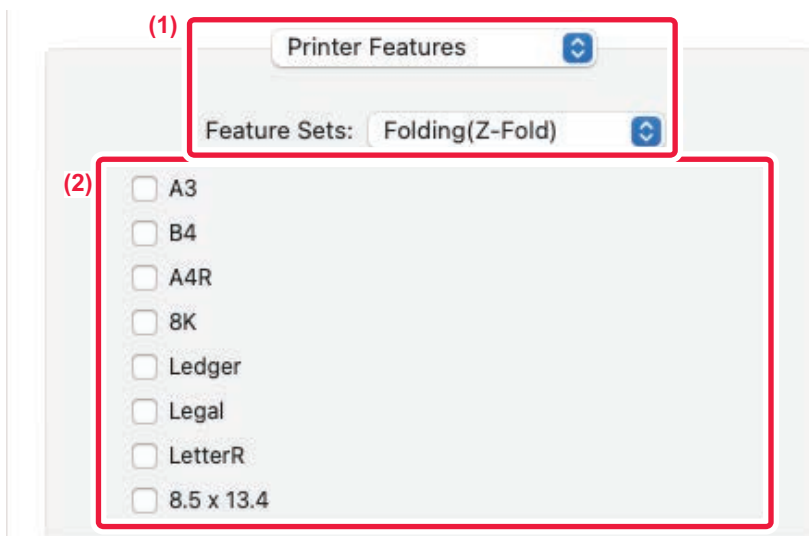 (1)
Printer Features
Feature Sets: Folding(Z-Fold)
(2)
A3
B4
A4R
8K
Ledger
Legal
LetterR
8.5 x 13.4